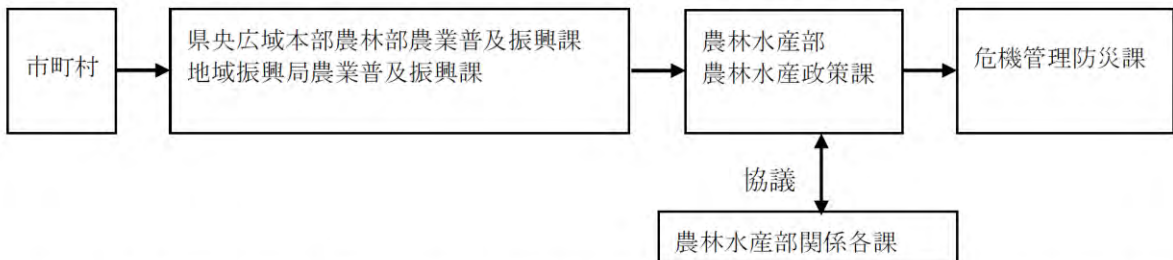 市町村
県央広域本部農林部農業普及振興課
地域振興局農業普及振興課
農林水産部
農林水産政策課
危機管理防災課
協議
農林水産部関係各課